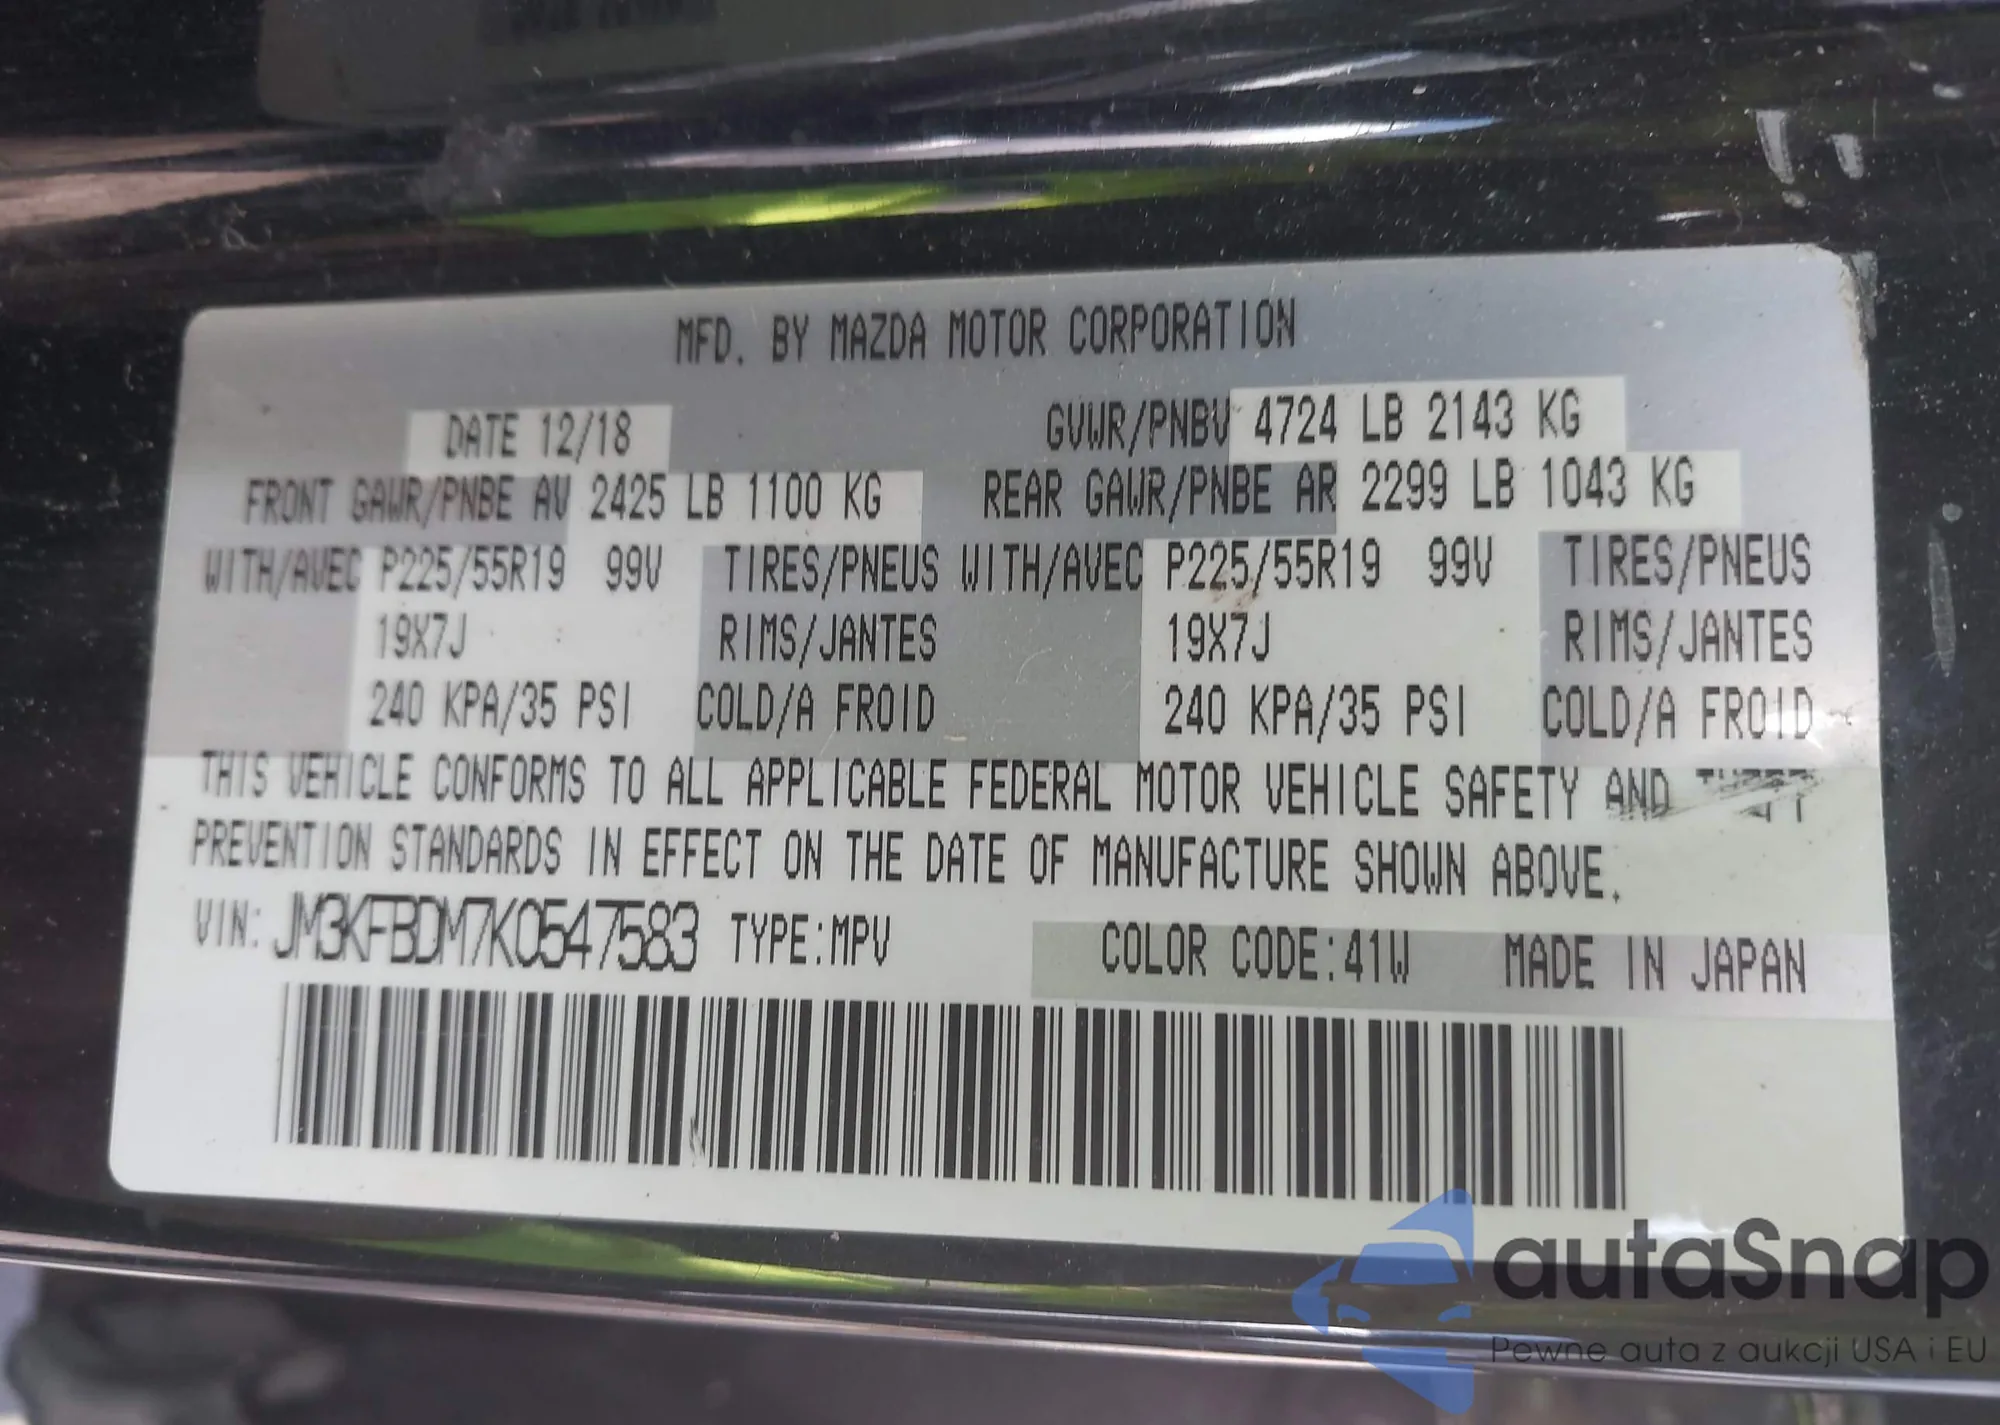 MFD. BY MAZDA MOTOR CORPORATION
DATE 12/18 GVWR/PNBV 4724 LB 2143 KG
FRONT GAWR/PNBE AV 2425 LB 1100 KG REAR GAWR/PNBE AR 2299 LB 1043 KG
WITH/AVEC P225/55R19 99V TIRES/PNEUS WITH/AVEC P225/55R19 99V TIRES/PNEUS
19X7J RIMS/JANTES 19X7J RIMS/JANTES
240 KPA/35 PSI COLD/A FROID 240 KPA/35 PSI COLD/A FROID
THIS VEHICLE CONFORMS TO ALL APPLICABLE FEDERAL MOTOR VEHICLE SAFETY AND THEFT
PREVENTION STANDARDS IN EFFECT ON THE DATE OF MANUFACTURE SHOWN ABOVE.
VIN: JM3KFBDM7K0547583 TYPE:MPV COLOR CODE:41W MADE IN JAPAN
autaSnap
Pewne auta z aukcji USA i EU